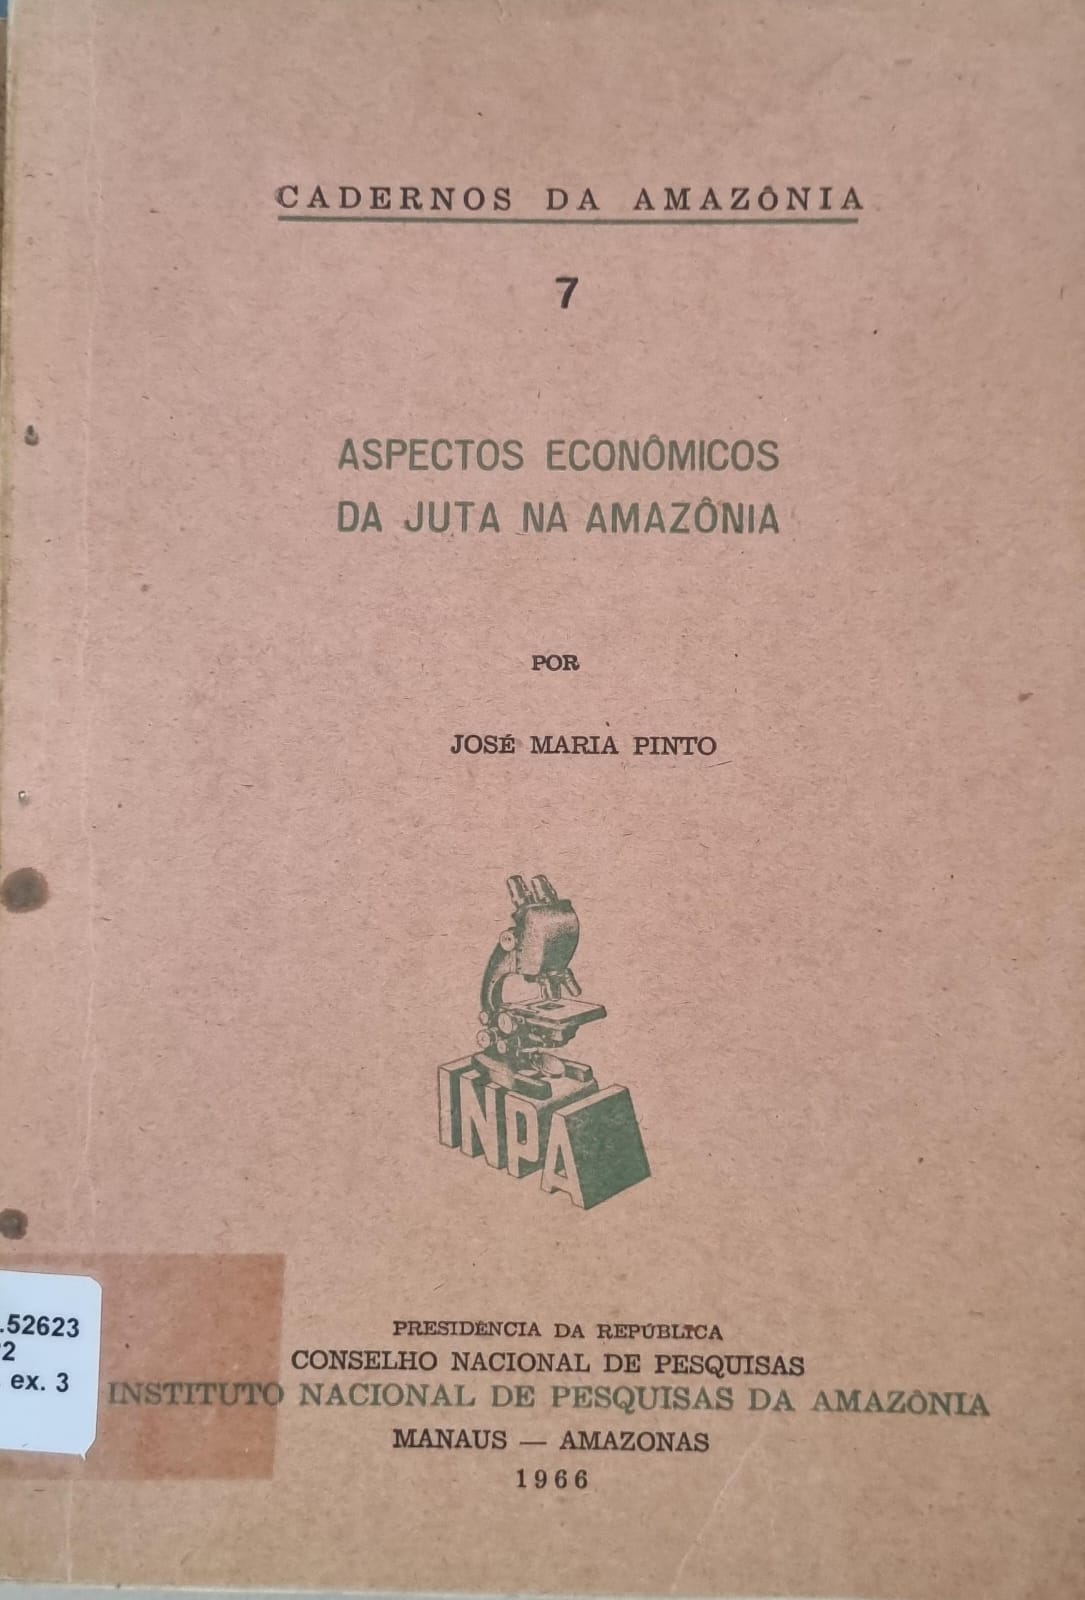 CADERNOS DA AMAZÔNIA
7
ASPECTOS ECONÔMICOS
DA JUTA NA AMAZÔNIA
POR
JOSÉ MARIA PINTO
INPA
PRESIDÊNCIA DA REPÚBLICA
CONSELHO NACIONAL DE PESQUISAS
INSTITUTO NACIONAL DE PESQUISAS DA AMAZÔNIA
MANAUS — AMAZONAS
1966
.52623
2
ex. 3